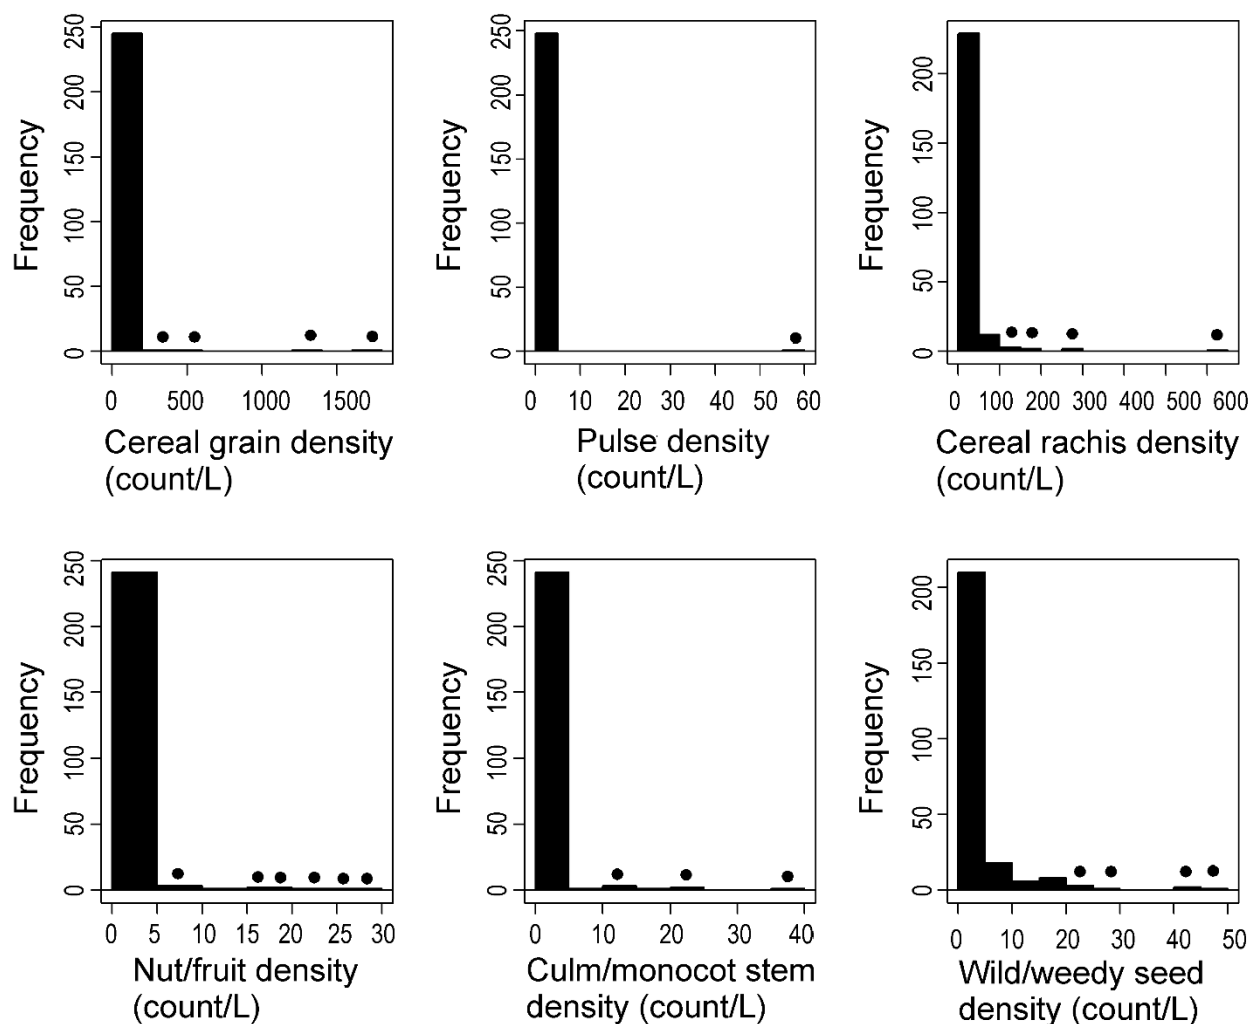 Frequency
250
200
150
100
50
0
0 500 1000 1500
Cereal grain density
(count/L)
Frequency
250
200
150
100
50
0
0 10 20 30 40 50 60
Pulse density
(count/L)
Frequency
200
150
100
50
0
0 100 200 300 400 500 600
Cereal rachis density
(count/L)
Frequency
250
200
150
100
50
0
0 5 10 15 20 25 30
Nut/fruit density
(count/L)
Frequency
250
200
150
100
50
0
0 10 20 30 40
Culm/monocot stem
density (count/L)
Frequency
200
150
100
50
0
0 10 20 30 40 50
Wild/weedy seed
density (count/L)